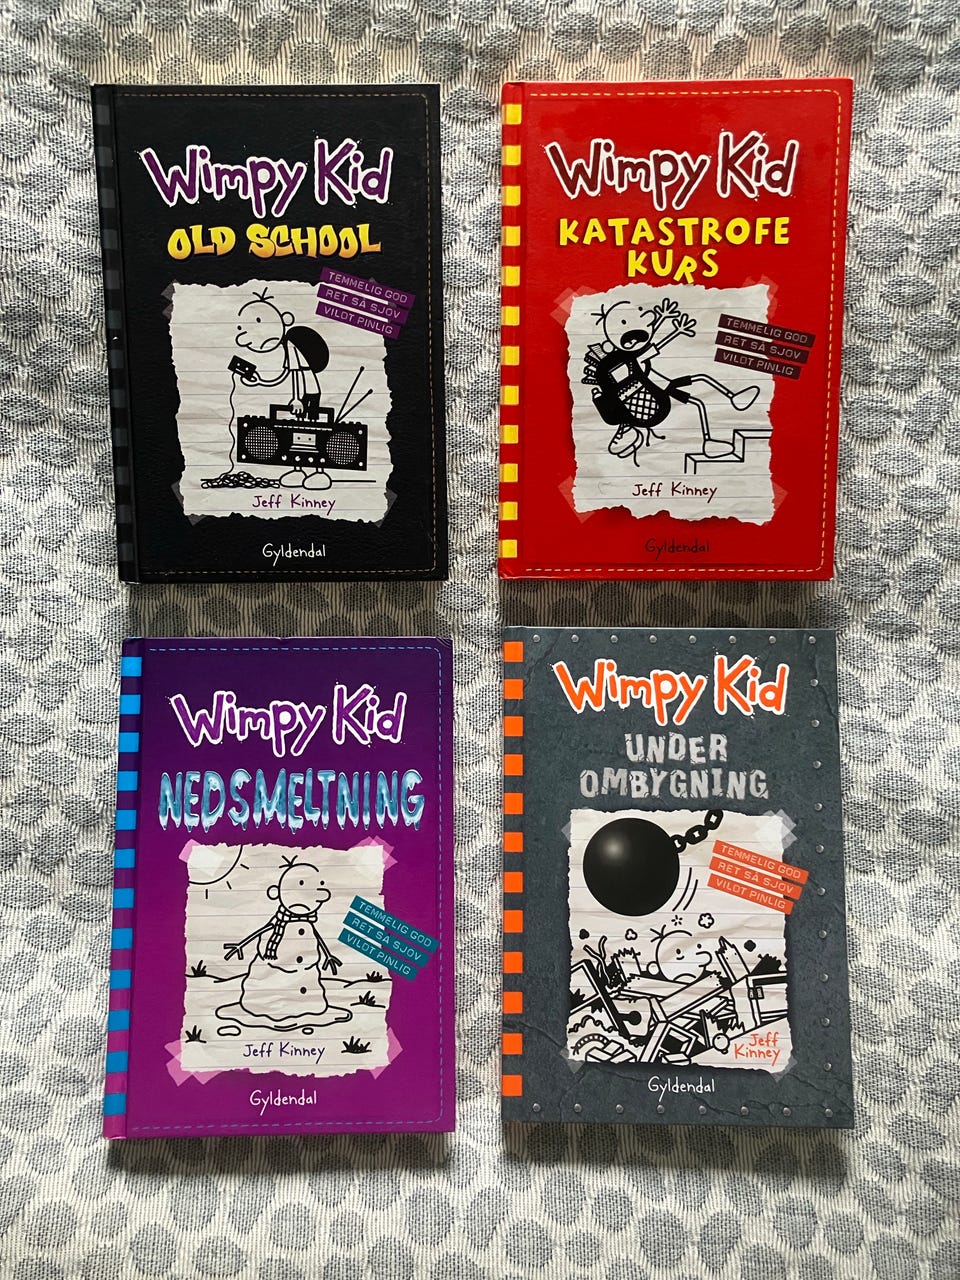 Wimpy Kid
OLD SCHOOL
TEMMELIG GOD
RET SÅ SJOV
VILDT PINLIG
Jeff Kinney
Gyldendal
Wimpy Kid
KATASTROFE
KURS
TEMMELIG GOD
RET SÅ SJOV
VILDT PINLIG
Jeff Kinney
Gyldendal
Wimpy Kid
NEDSMELTNING
TEMMELIG GOD
RET SÅ SJOV
VILDT PINLIG
Jeff Kinney
Gyldendal
Wimpy Kid
UNDER
OMBYGNING
TEMMELIG GOD
RET SÅ SJOV
VILDT PINLIG
Jeff
Kinney
Gyldendal